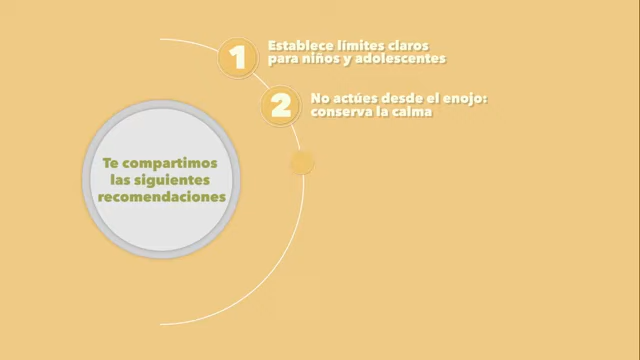 Te compartimos
las siguientes
recomendaciones
1
Establece límites claros
para niños y adolescentes
2
No actúes desde el enojo:
conserva la calma